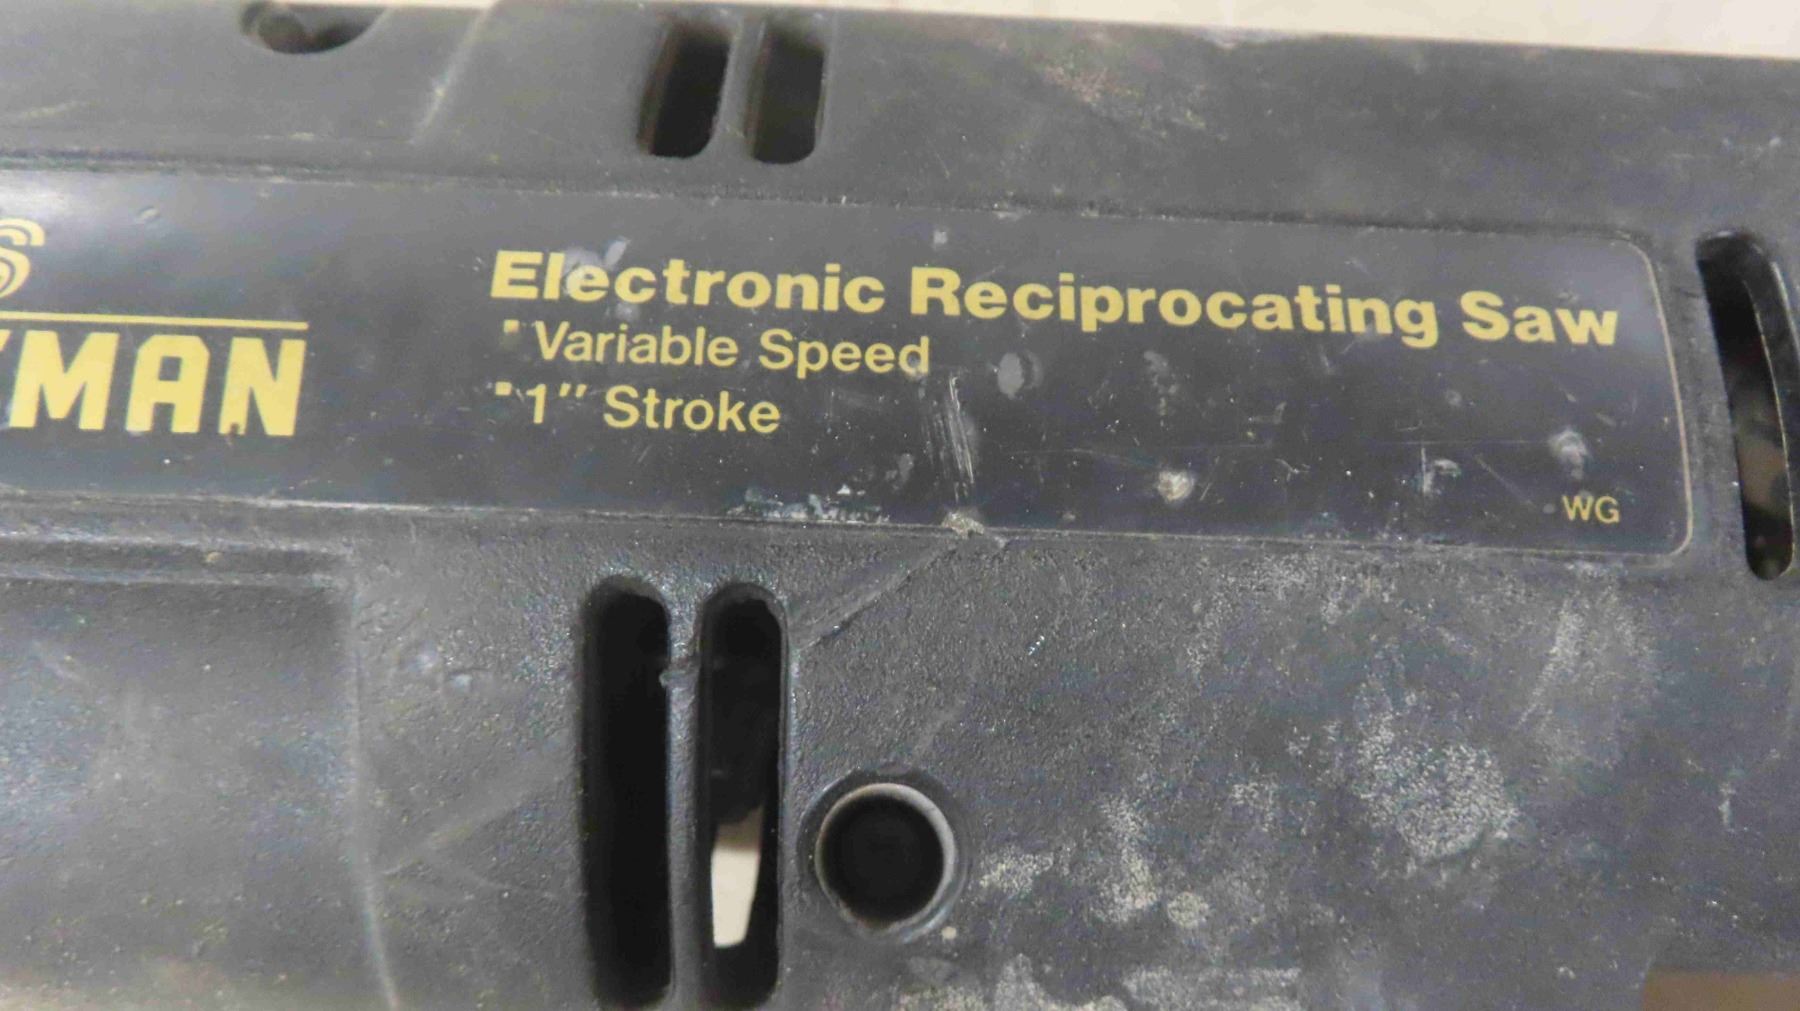 S
MAN
Electronic Reciprocating Saw
▪ Variable Speed
▪ 1" Stroke
WG